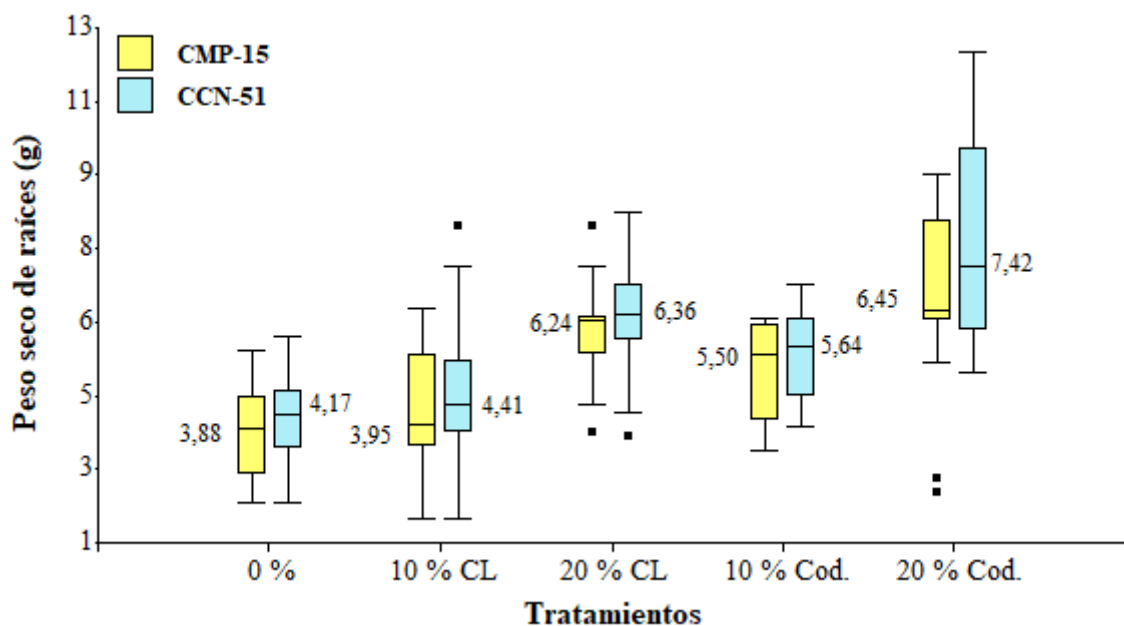 CMP-15
CCN-51
Peso seco de raíces (g)
13
11
9
8
6
5
3
1
3,88
4,17
3,95
4,41
6,24
6,36
5,50
5,64
6,45
7,42
0 %
10 % CL
20 % CL
10 % Cod.
20 % Cod.
Tratamientos